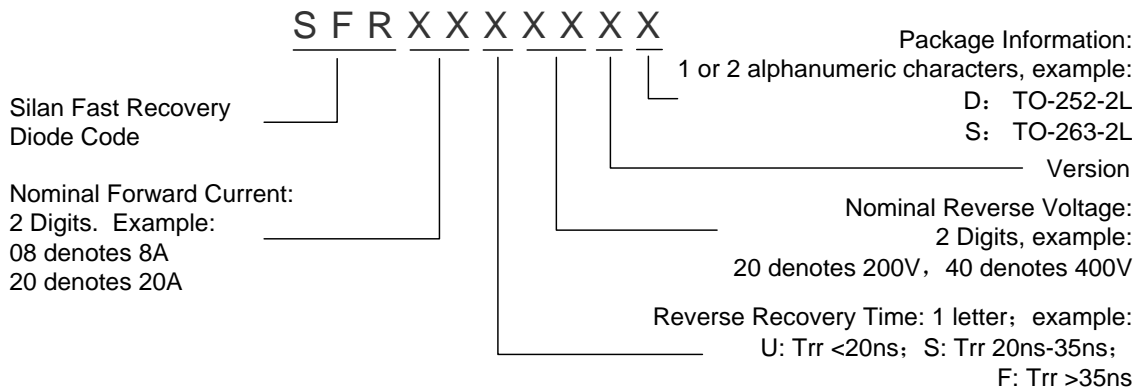 S F R X X X X X X X
Package Information:
1 or 2 alphanumeric characters, example:
D： TO-252-2L
S： TO-263-2L
Silan Fast Recovery
Diode Code
Version
Nominal Forward Current:
2 Digits. Example:
08 denotes 8A
20 denotes 20A
Nominal Reverse Voltage:
2 Digits, example:
20 denotes 200V，40 denotes 400V
Reverse Recovery Time: 1 letter；example:
U: Trr <20ns；S: Trr 20ns-35ns；
F: Trr >35ns